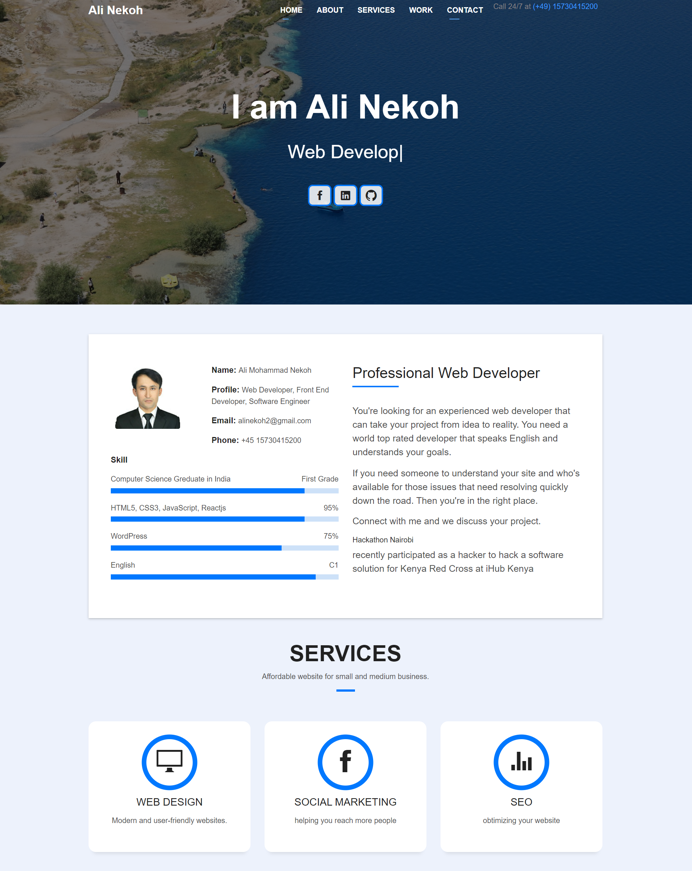 Ali Nekoh
HOME ABOUT SERVICES WORK CONTACT Call 24/7 at (+49) 15730415200
I am Ali Nekoh
Web Develop|
Name: Ali Mohammad Nekoh
Profile: Web Developer, Front End
Developer, Software Engineer
Email: alinekoh2@gmail.com
Phone: +45 15730415200
Skill
Computer Science Greduate in India First Grade
HTML5, CSS3, JavaScript, Reactjs 95%
WordPress 75%
English C1
Professional Web Developer
You're looking for an experienced web developer that
can take your project from idea to reality. You need a
world top rated developer that speaks English and
understands your goals.
If you need someone to understand your site and who's
available for those issues that need resolving quickly
down the road. Then you're in the right place.
Connect with me and we discuss your project.
Hackathon Nairobi
recently participated as a hacker to hack a software
solution for Kenya Red Cross at iHub Kenya
SERVICES
Affordable website for small and medium business.
WEB DESIGN
Modern and user-friendly websites.
SOCIAL MARKETING
helping you reach more people
SEO
obtimizing your website